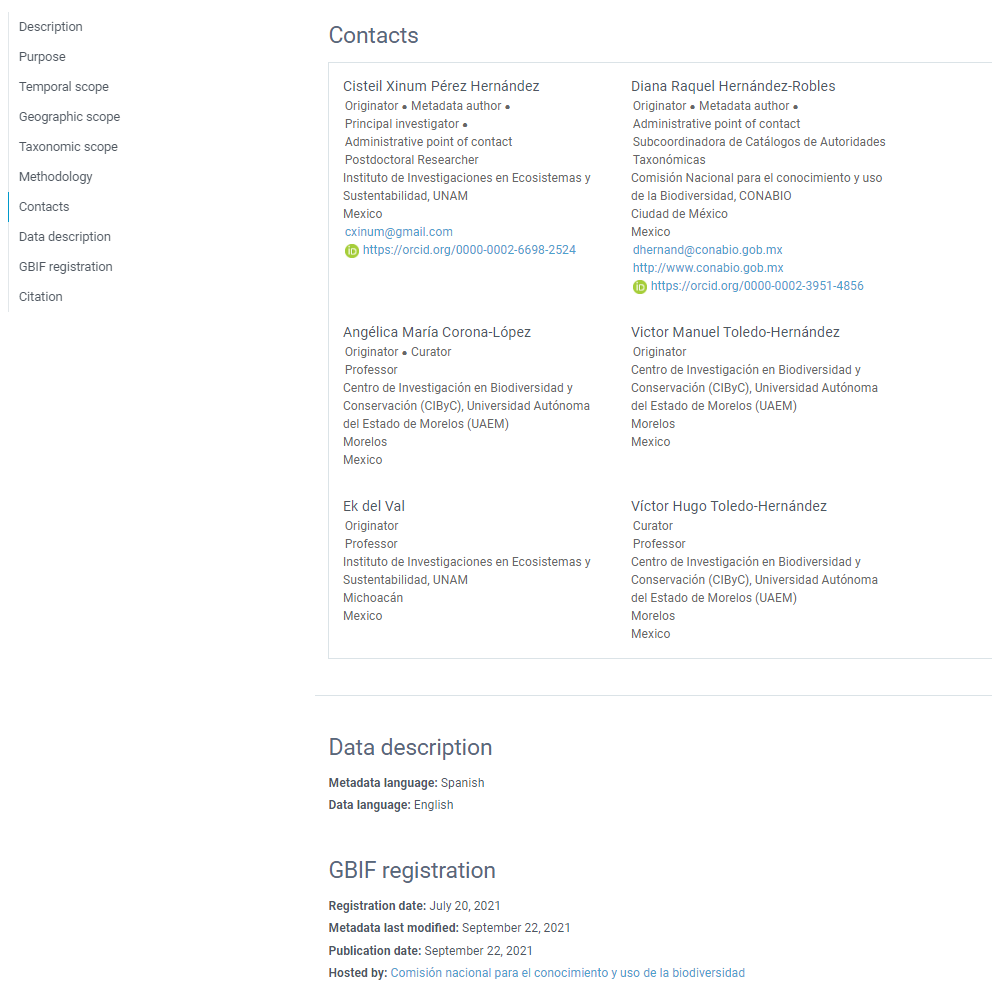 Description
Purpose
Temporal scope
Geographic scope
Taxonomic scope
Methodology
Contacts
Data description
GBIF registration
Citation
Contacts
Cisteil Xinum Pérez Hernández
Originator ● Metadata author ●
Principal investigator ●
Administrative point of contact
Postdoctoral Researcher
Instituto de Investigaciones en Ecosistemas y
Sustentabilidad, UNAM
Mexico
cxinum@gmail.com
iD https://orcid.org/0000-0002-6698-2524
Diana Raquel Hernández-Robles
Originator ● Metadata author ●
Administrative point of contact
Subcoordinadora de Catálogos de Autoridades
Taxonómicas
Comisión Nacional para el conocimiento y uso
de la Biodiversidad, CONABIO
Ciudad de México
Mexico
dhernand@conabio.gob.mx
http://www.conabio.gob.mx
iD https://orcid.org/0000-0002-3951-4856
Angélica María Corona-López
Originator ● Curator
Professor
Centro de Investigación en Biodiversidad y
Conservación (CIByC), Universidad Autónoma
del Estado de Morelos (UAEM)
Morelos
Mexico
Victor Manuel Toledo-Hernández
Originator
Centro de Investigación en Biodiversidad y
Conservación (CIByC), Universidad Autónoma
del Estado de Morelos (UAEM)
Morelos
Mexico
Ek del Val
Originator
Professor
Instituto de Investigaciones en Ecosistemas y
Sustentabilidad, UNAM
Michoacán
Mexico
Víctor Hugo Toledo-Hernández
Curator
Professor
Centro de Investigación en Biodiversidad y
Conservación (CIByC), Universidad Autónoma
del Estado de Morelos (UAEM)
Morelos
Mexico
Data description
Metadata language: Spanish
Data language: English
GBIF registration
Registration date: July 20, 2021
Metadata last modified: September 22, 2021
Publication date: September 22, 2021
Hosted by: Comisión nacional para el conocimiento y uso de la biodiversidad